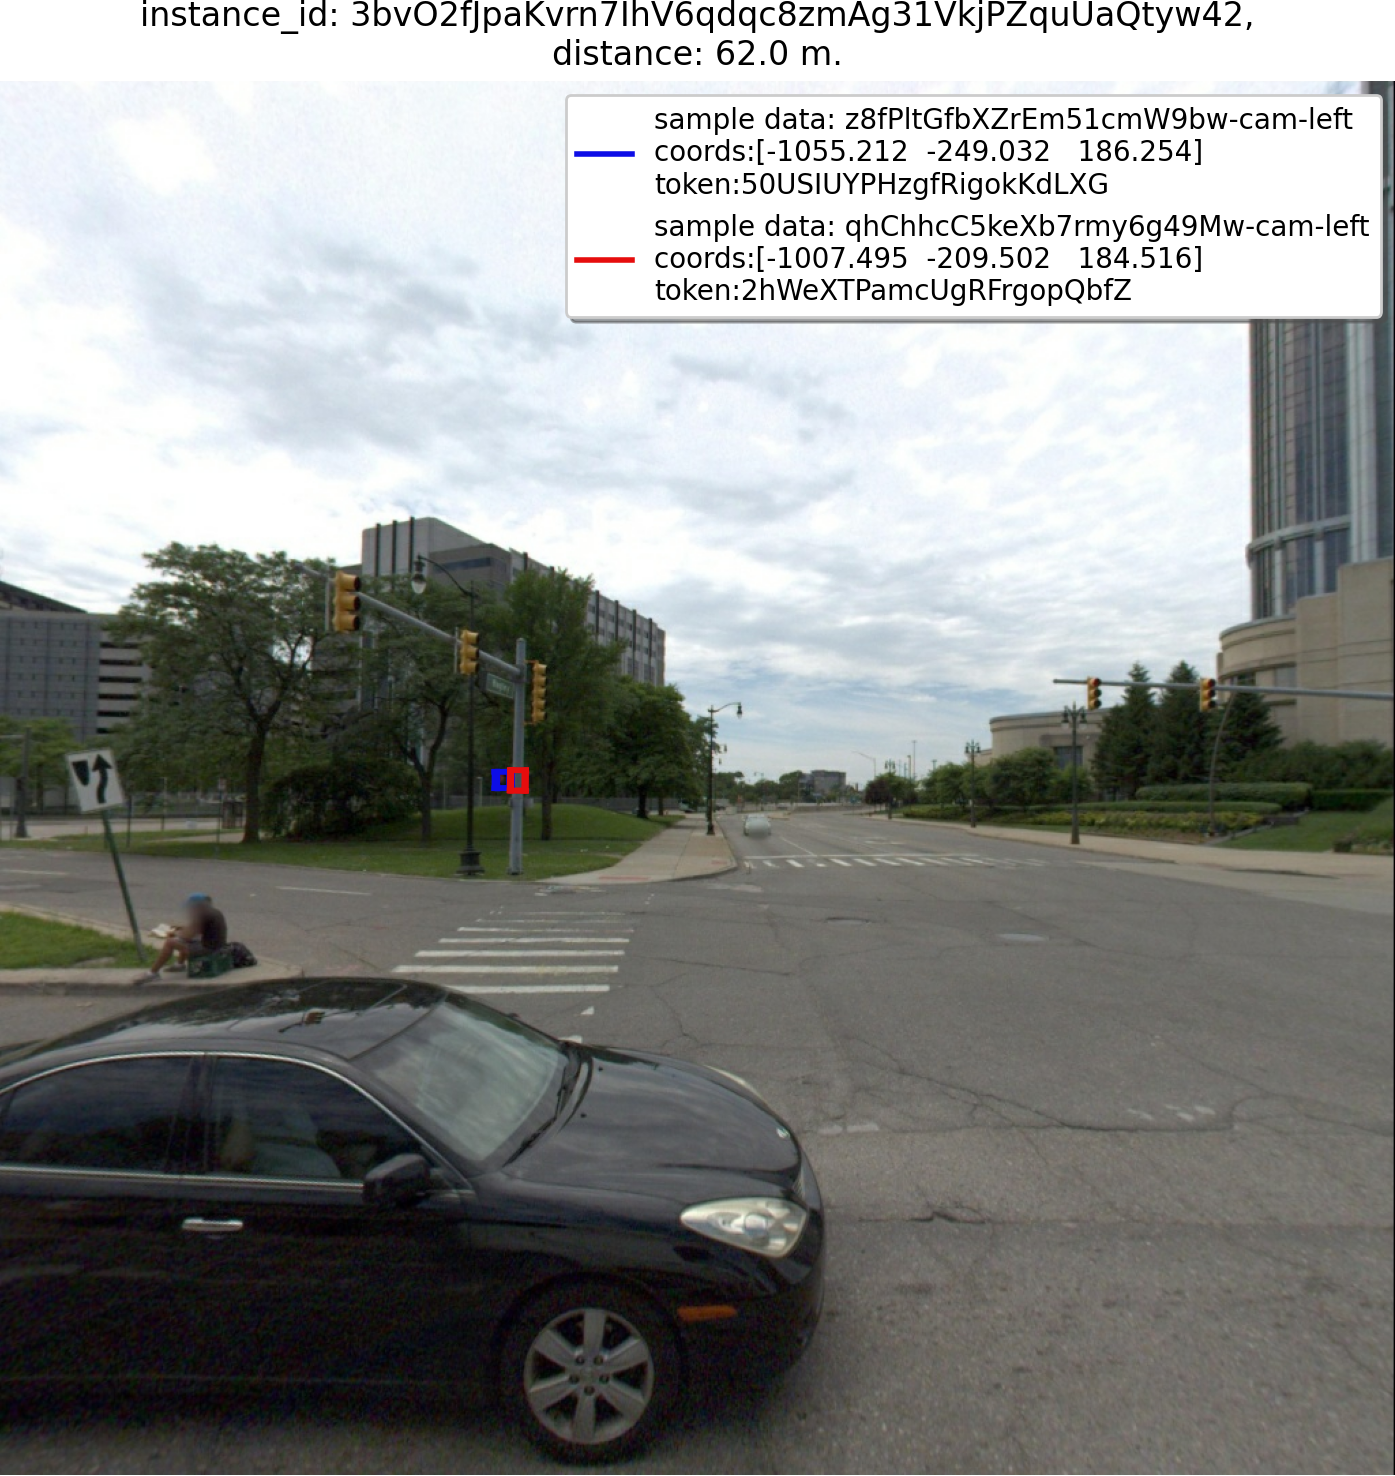 instance_id: 3bvO2fJpaKvrn7IhV6qdqc8zmAg31VkjPZquUaQtyw42,
distance: 62.0 m.
sample data: z8fPltGfbXZrEm51cmW9bw-cam-left
coords:[-1055.212  -249.032   186.254]
token:50USIUYPHzgfRigokKdLXG
sample data: qhChhcC5keXb7rmy6g49Mw-cam-left
coords:[-1007.495  -209.502   184.516]
token:2hWeXTPamcUgRFrgopQbfZ